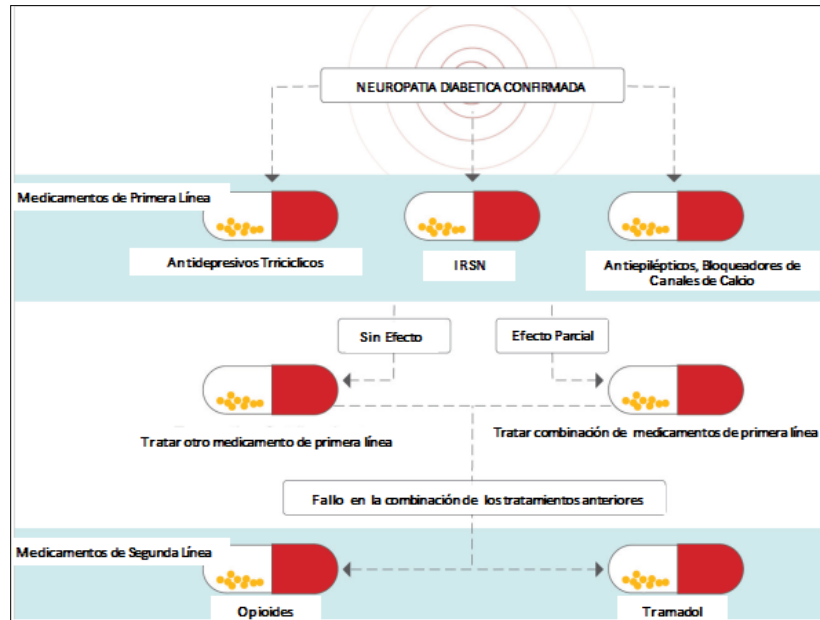 NEUROPATIA DIABETICA CONFIRMADA
Medicamentos de Primera Línea
Antidepresivos Trriciclicos
IRSN
Antiepilépticos, Bloqueadores de
Canales de Calcio
Sin Efecto
Efecto Parcial
Tratar otro medicamento de primera línea
Tratar combinación de medicamentos de primera línea
Fallo en la combinación de los tratamientos anteriores
Medicamentos de Segunda Línea
Opioides
Tramadol